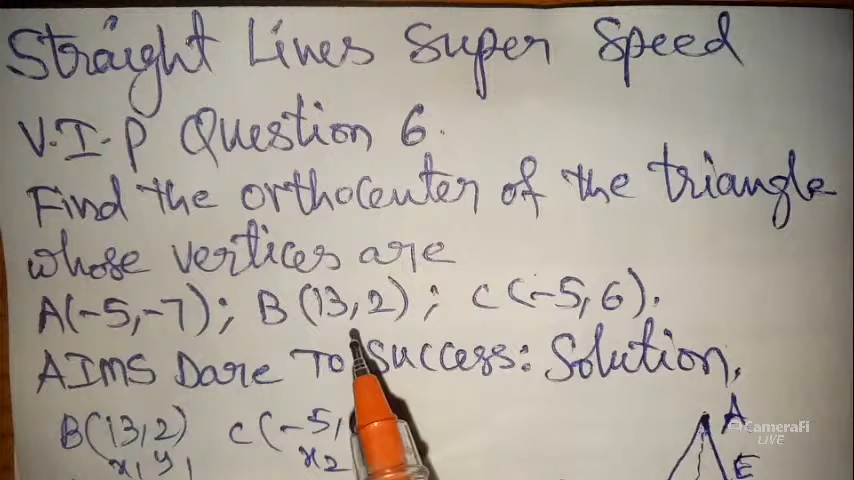 Straight Lines Super Speed
V.I.P Question 6.
Find the orthocenter of the triangle
whose vertices are
A(-5,-7); B(13,2); C(-5,6).
AIMS Dare To Success: Solution.
B(13,2) C(-5,
x1 y1 x2
A
E
CameraFi
LIVE